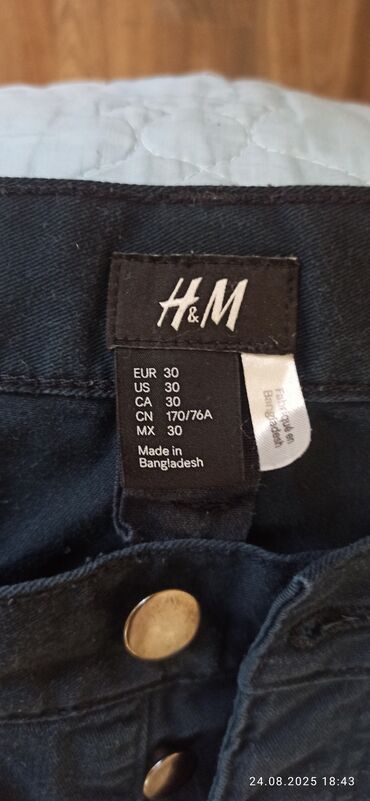 H&M
EUR 30
US 30
CA 30
CN 170/76A
MX 30
Made in
Bangladesh
Fabriqué en
Bangladesh
24.08.2025 18:43